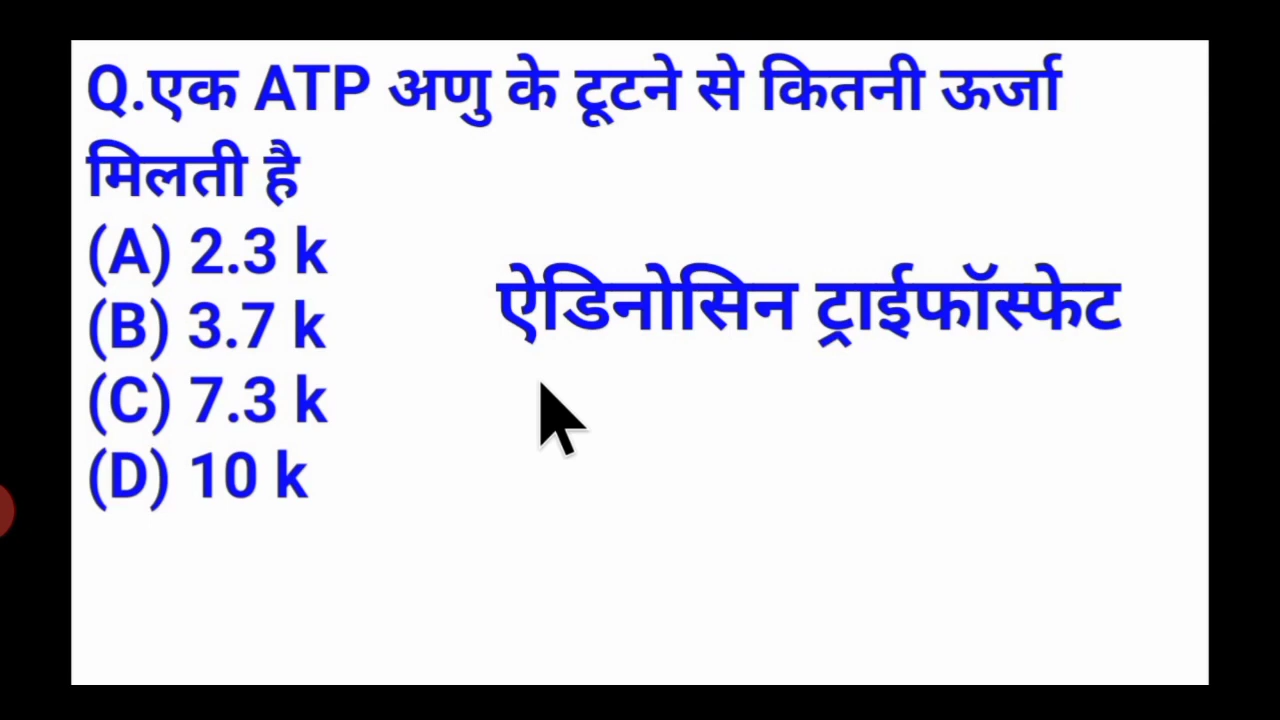 Q.एक ATP अणु के टूटने से कितनी ऊर्जा
मिलती है
(A) 2.3 k
(B) 3.7 k
(C) 7.3 k
(D) 10 k
ऐडिनोसिन ट्राईफॉस्फेट